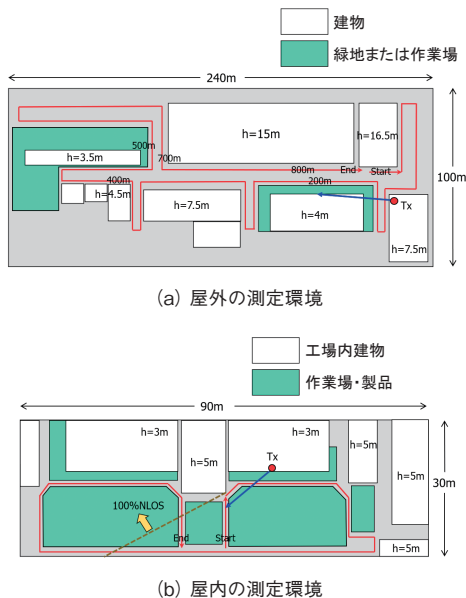 建物
緑地または作業場
240m
h=15m
h=16.5m
500m
700m
h=3.5m
800m
End
Start
100m
400m
200m
h=4.5m
h=7.5m
h=4m
Tx
h=7.5m
(a) 屋外の測定環境
工場内建物
作業場・製品
90m
h=3m
h=3m
h=5m
Tx
h=5m
h=5m
30m
100%NLOS
End
Start
h=5m
(b) 屋内の測定環境